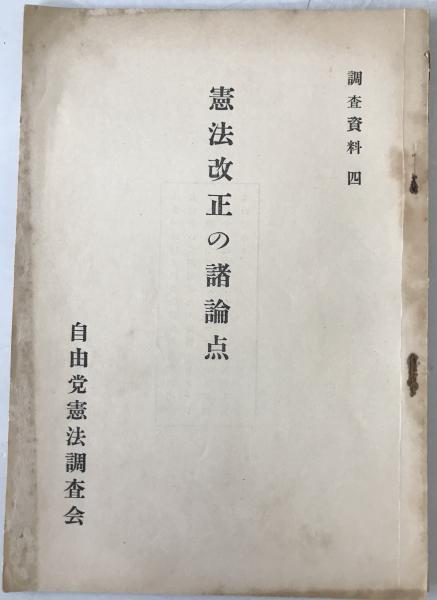 調査資料四
憲法改正の諸論点
自由党憲法調査会